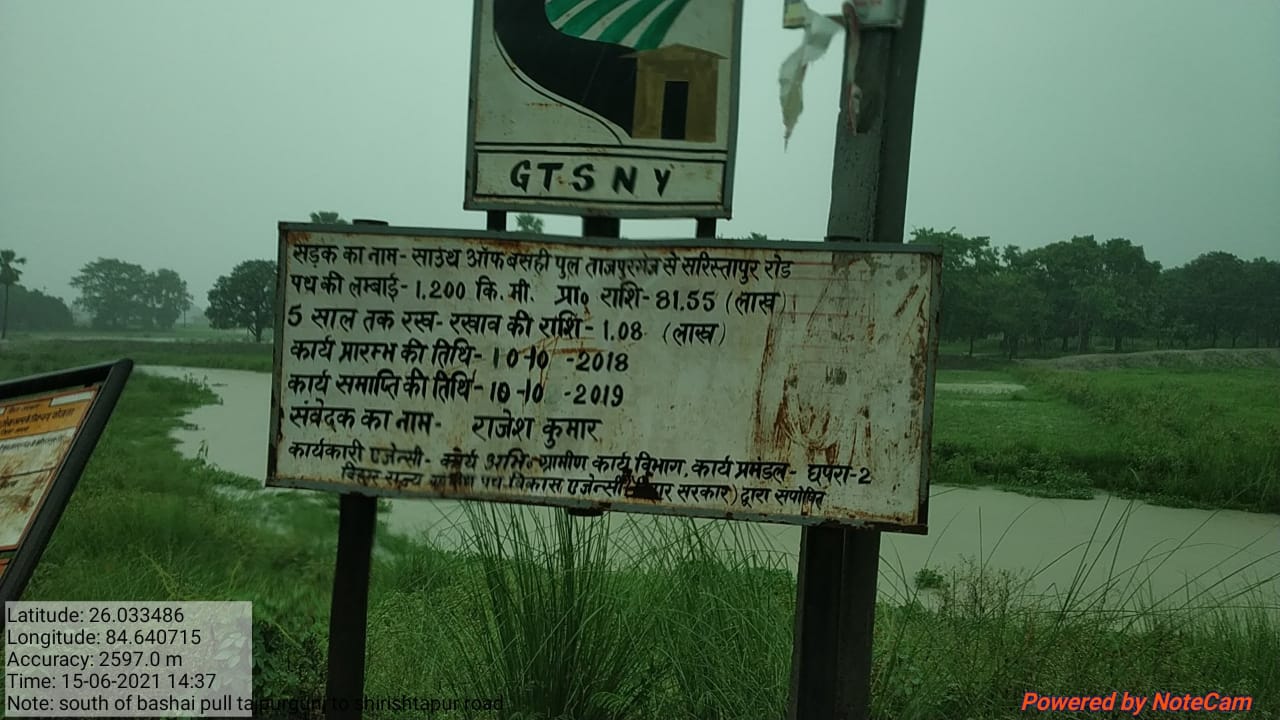 GTSNY
सड़क का नाम- साउथ ऑफ बसही पुल ताजपुरगंज से सरिस्तापुर रोड
पथ की लम्बाई- 1.200 कि. मी. प्रा० राशि- 81.55 (लाख)
5 साल तक रख- रखाव की राशि- 1.08 (लाख)
कार्य प्रारम्भ की तिथि- 10-10 -2018
कार्य समाप्ति की तिथि- 10-10 -2019
संवेदक का नाम- राजेश कुमार
कार्यकारी एजेन्सी- कार्य अभि० ग्रामीण कार्य विभाग, कार्य प्रमंडल- छपरा-2
पथ विकास एजेन्सी सरकार) द्वारा सपोषित
Latitude: 26.033486
Longitude: 84.640715
Accuracy: 2597.0 m
Time: 15-06-2021 14:37
Note: south of bashai pull tajpurgun, to shirishtapur road
Powered by NoteCam